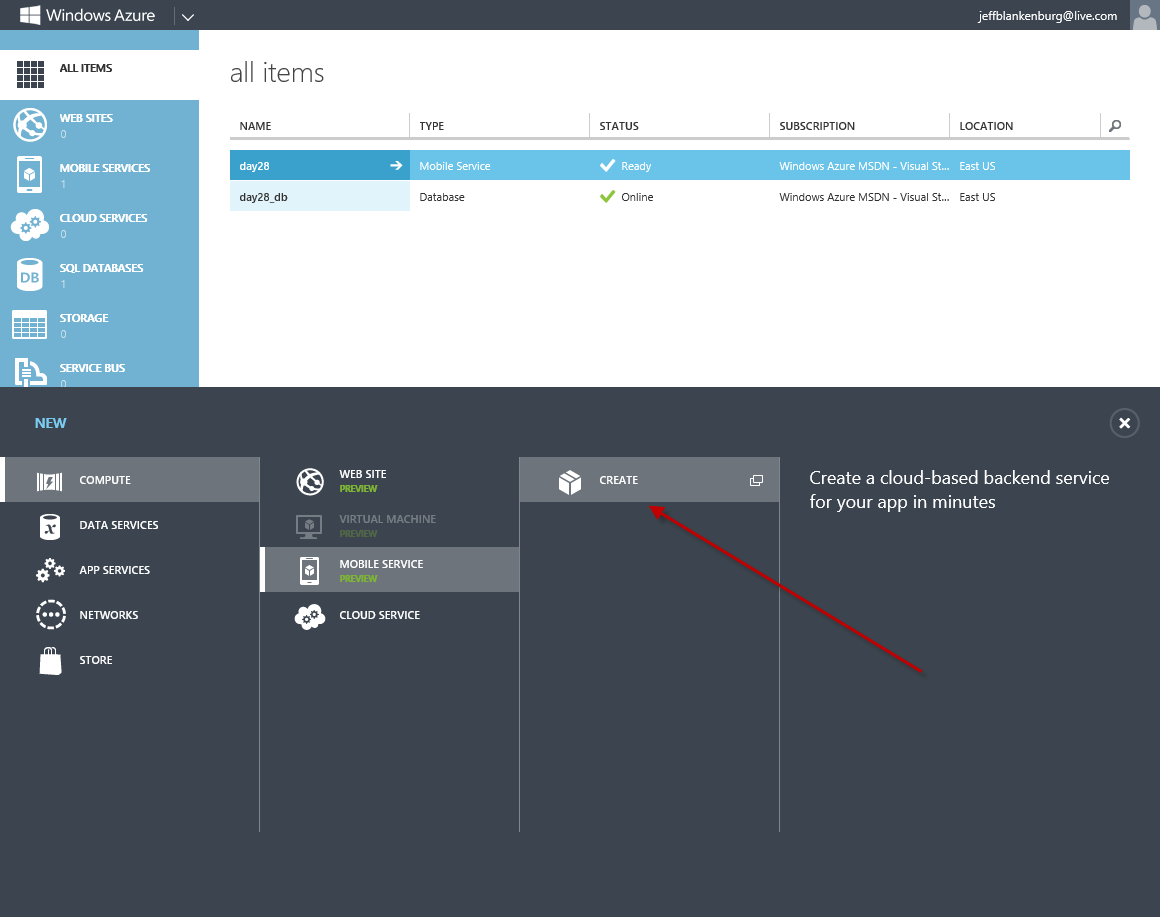 Windows Azure
jeffblankenburg@live.com
ALL ITEMS
WEB SITES
0
MOBILE SERVICES
1
CLOUD SERVICES
0
DB
SQL DATABASES
1
STORAGE
0
SERVICE BUS
0
all items
NAME TYPE STATUS SUBSCRIPTION LOCATION
day28 Mobile Service Ready Windows Azure MSDN - Visual St... East US
day28_db Database Online Windows Azure MSDN - Visual St... East US
NEW
COMPUTE
x
DATA SERVICES
APP SERVICES
NETWORKS
STORE
WEB SITE
PREVIEW
VIRTUAL MACHINE
PREVIEW
MOBILE SERVICE
PREVIEW
CLOUD SERVICE
CREATE
Create a cloud-based backend service
for your app in minutes